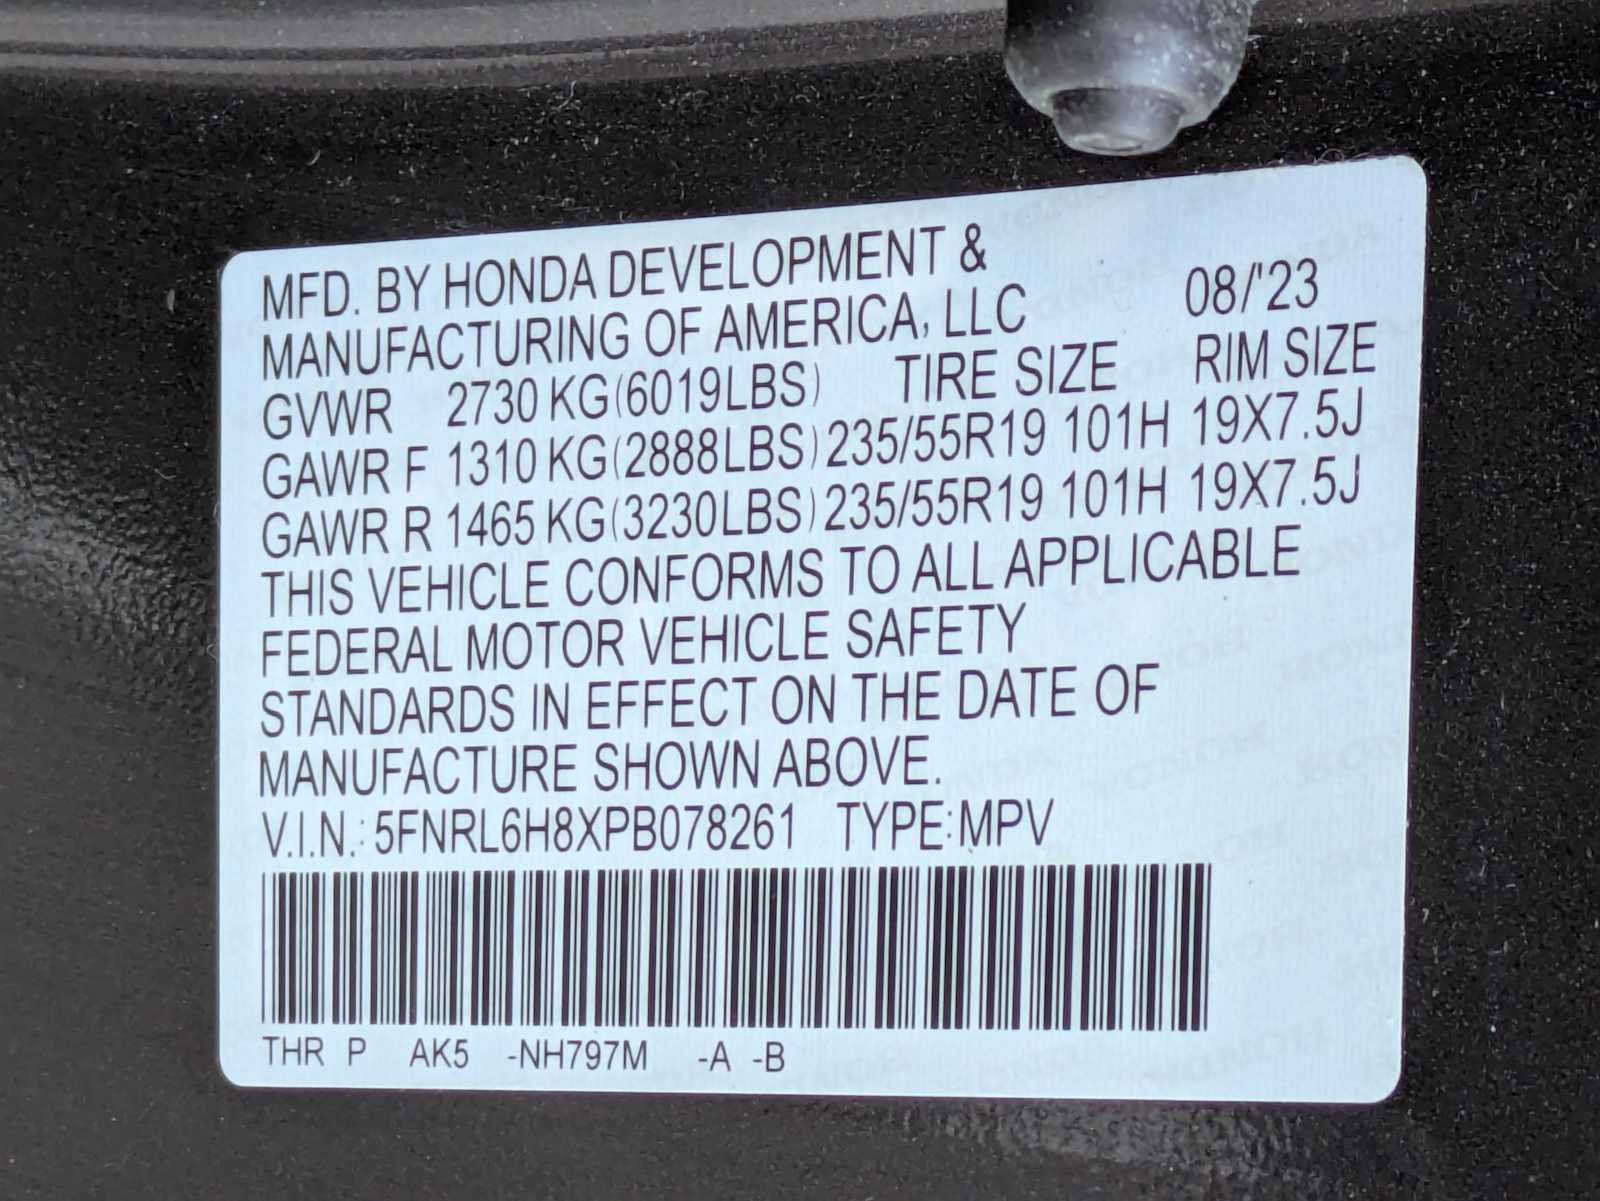 MFD. BY HONDA DEVELOPMENT &
MANUFACTURING OF AMERICA, LLC 08/'23
GVWR 2730 KG(6019LBS) TIRE SIZE RIM SIZE
GAWR F 1310 KG(2888LBS) 235/55R19 101H 19X7.5J
GAWR R 1465 KG(3230LBS) 235/55R19 101H 19X7.5J
THIS VEHICLE CONFORMS TO ALL APPLICABLE
FEDERAL MOTOR VEHICLE SAFETY
STANDARDS IN EFFECT ON THE DATE OF
MANUFACTURE SHOWN ABOVE.
V.I.N.: 5FNRL6H8XPB078261 TYPE:MPV
THR P AK5 -NH797M -A -B